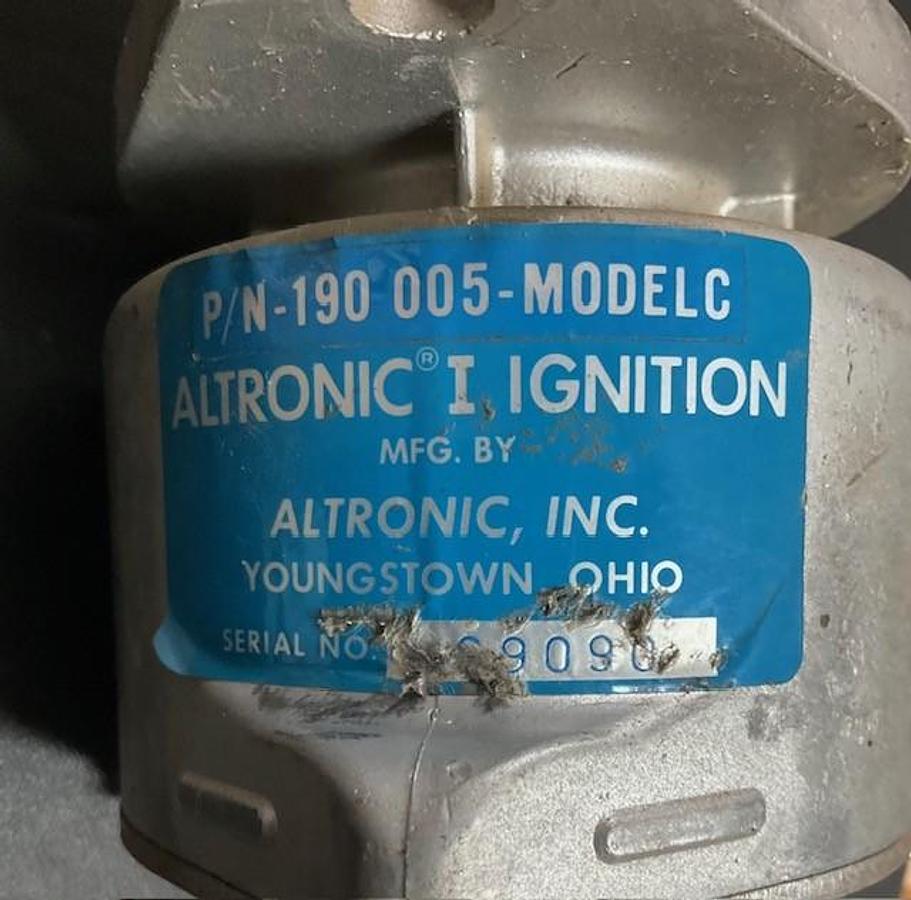 P/N-190 005-MODELC
ALTRONIC® I IGNITION
MFG. BY
ALTRONIC, INC.
YOUNGSTOWN, OHIO
SERIAL NO.